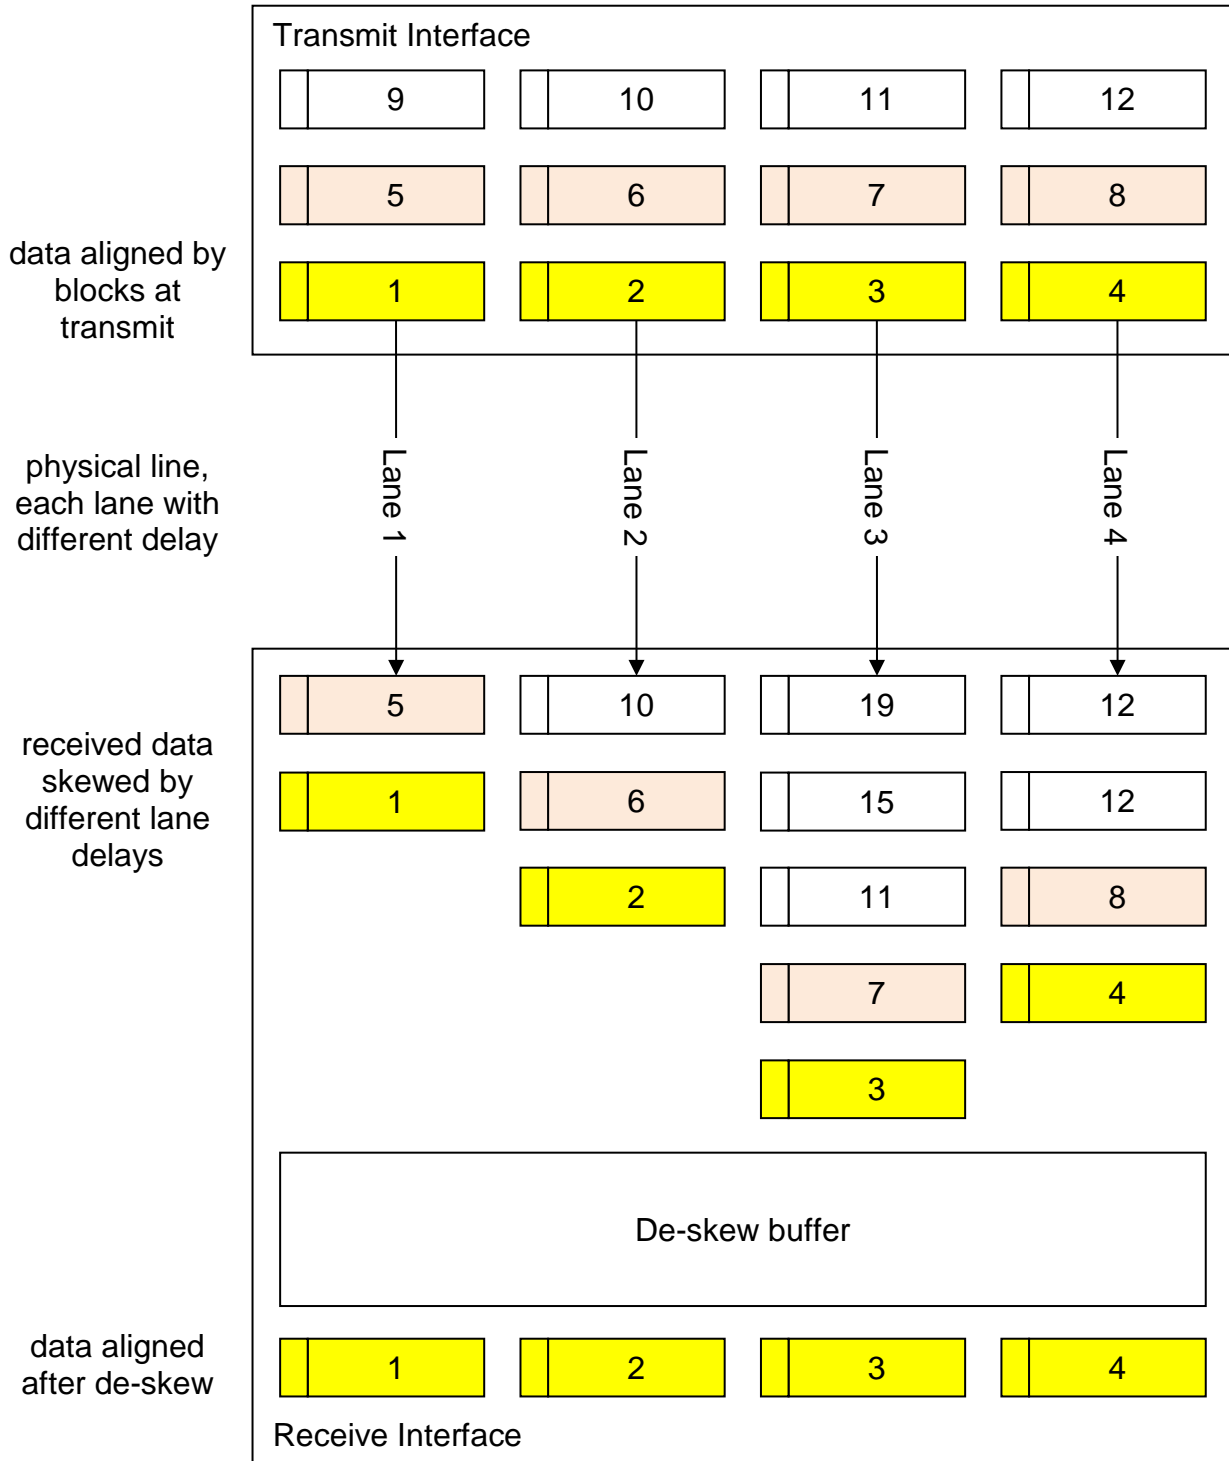 Transmit Interface
9 10 11 12
5 6 7 8
data aligned by
blocks at
transmit
1 2 3 4
physical line,
each lane with
different delay
Lane 1 Lane 2 Lane 3 Lane 4
received data
skewed by
different lane
delays
5 10 19 12
1 6 15 12
2 11 8
7 4
3
De-skew buffer
data aligned
after de-skew
1 2 3 4
Receive Interface